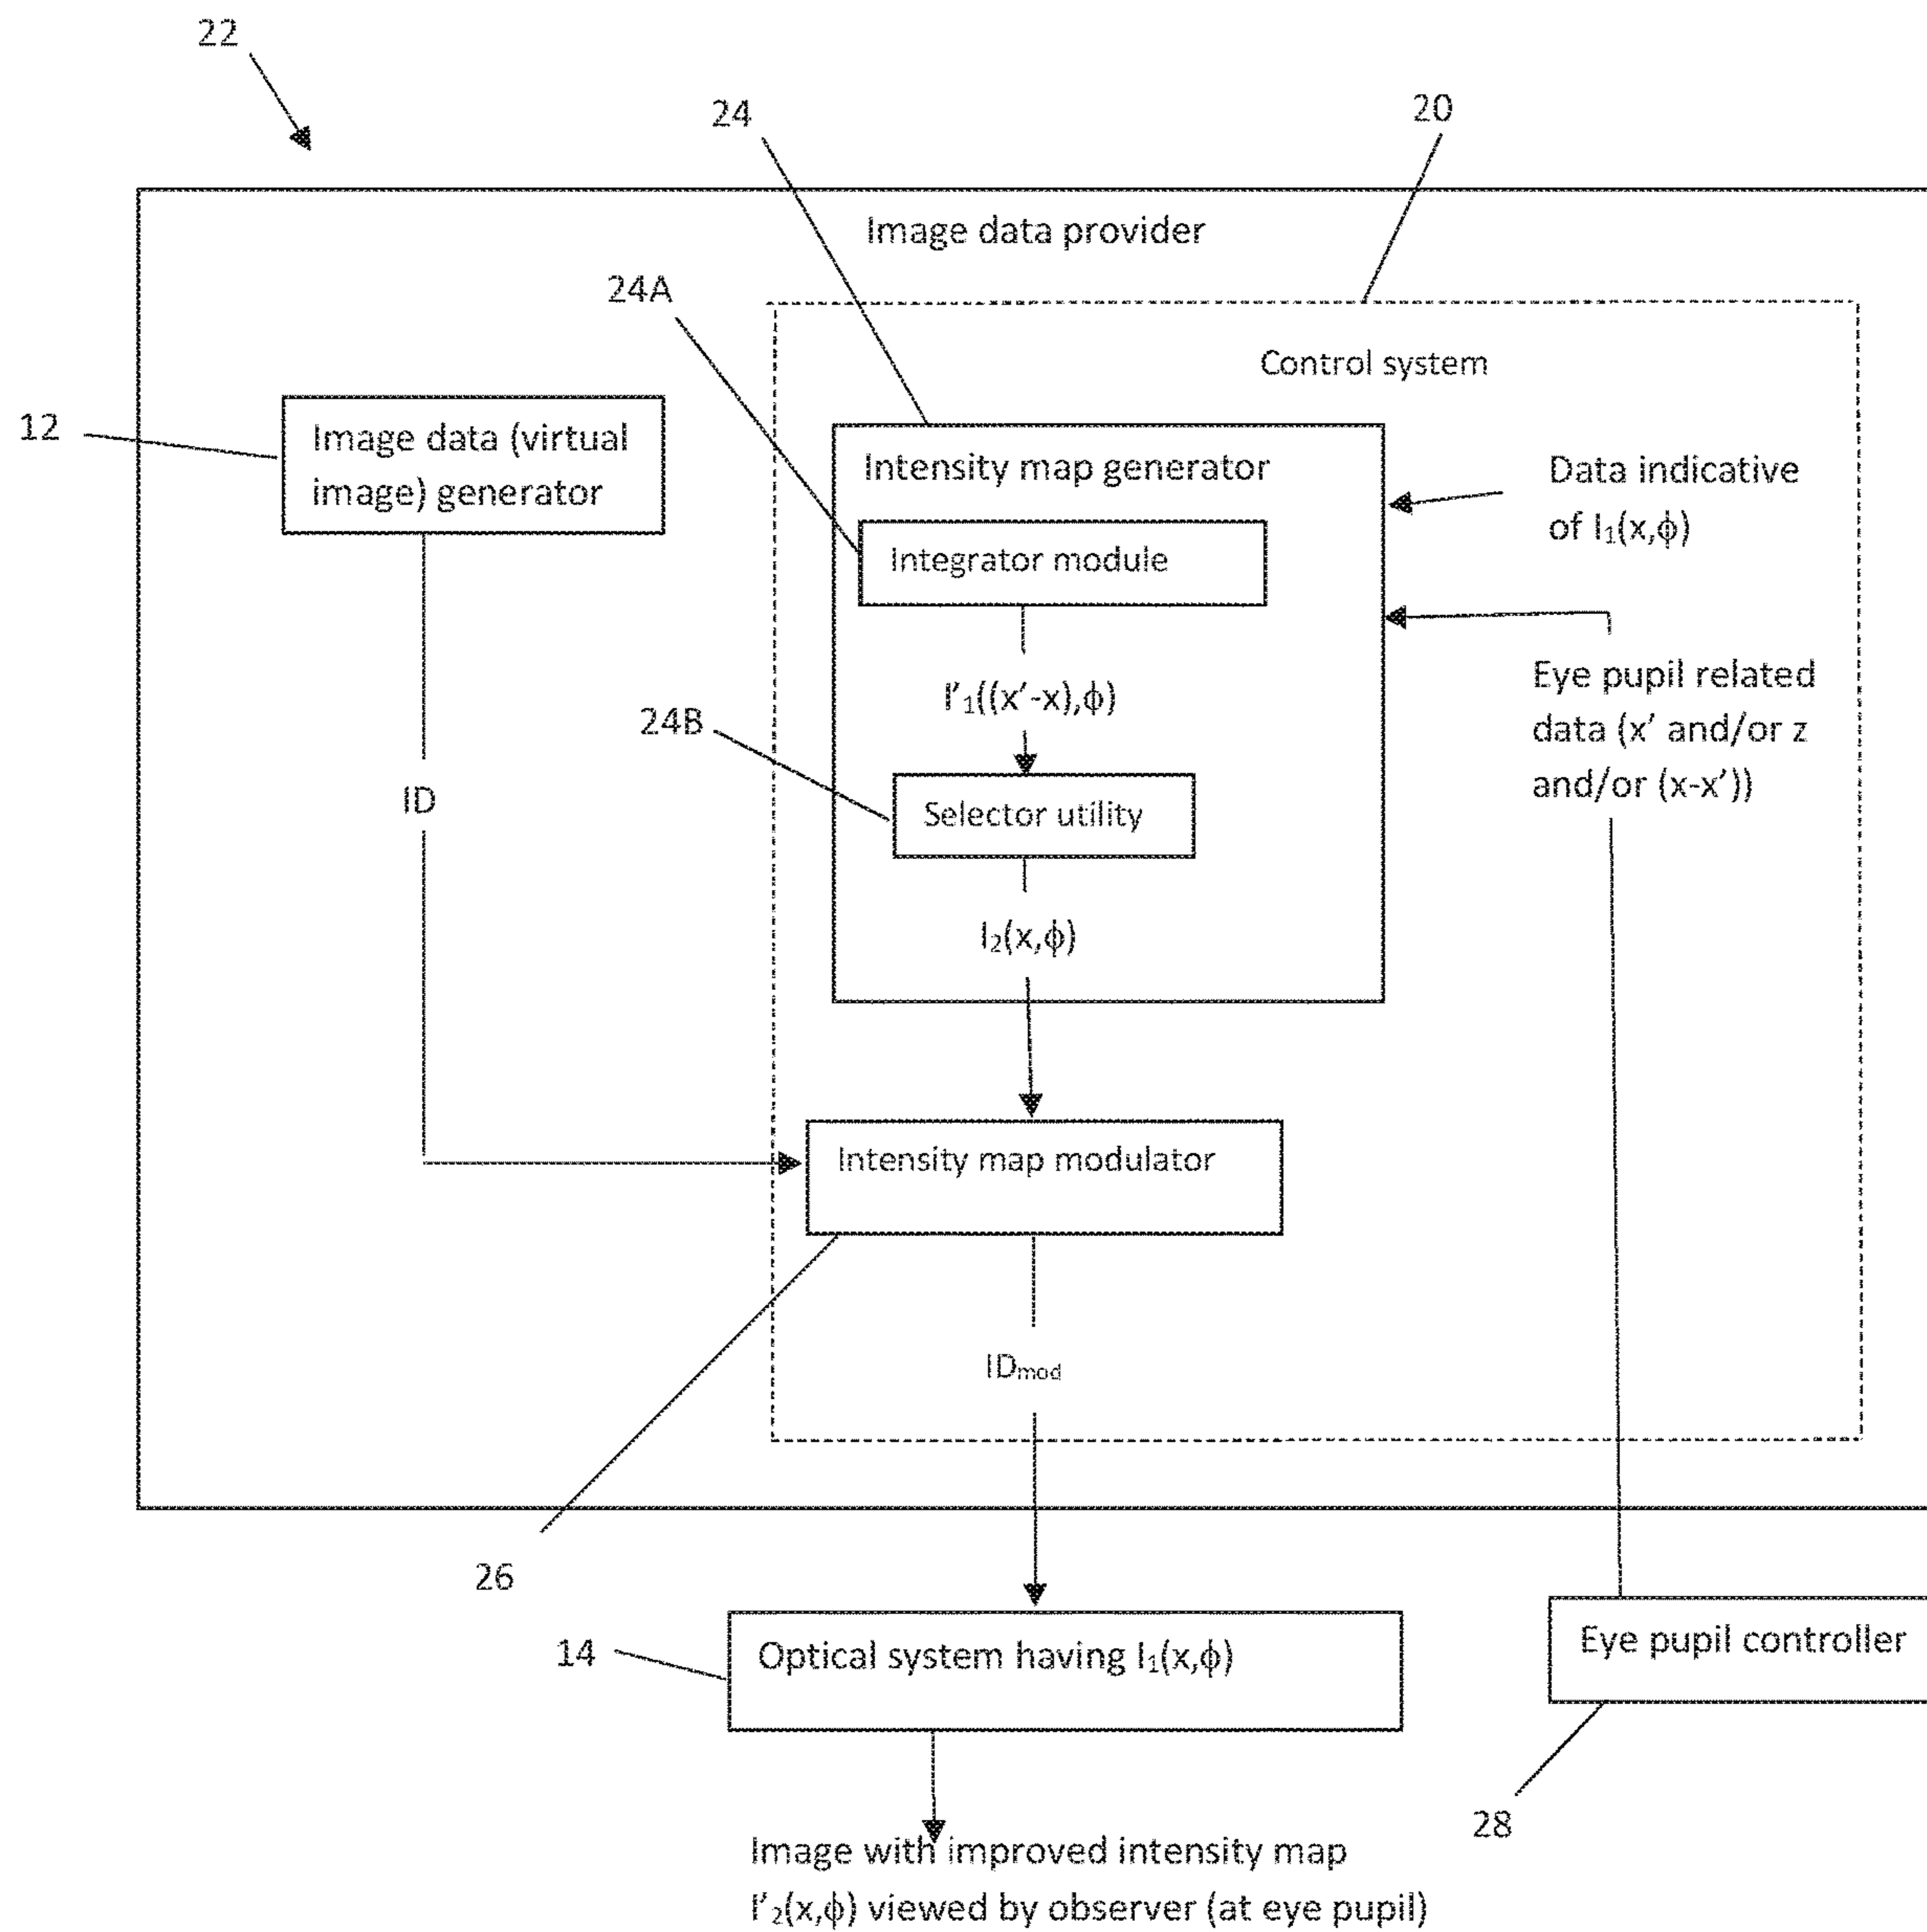 22
24
20
Image data provider
24A
Control system
12
Image data (virtual
image) generator
Intensity map generator
Data indicative
of I₁(x,ϕ)
Integrator module
I’₁((x’-x),ϕ)
Eye pupil related
data (x’ and/or z
and/or (x-x’))
24B
ID
Selector utility
I₂(x,ϕ)
Intensity map modulator
IDmod
26
14
Optical system having I₁(x,ϕ)
Eye pupil controller
28
Image with improved intensity map
I’₂(x,ϕ) viewed by observer (at eye pupil)